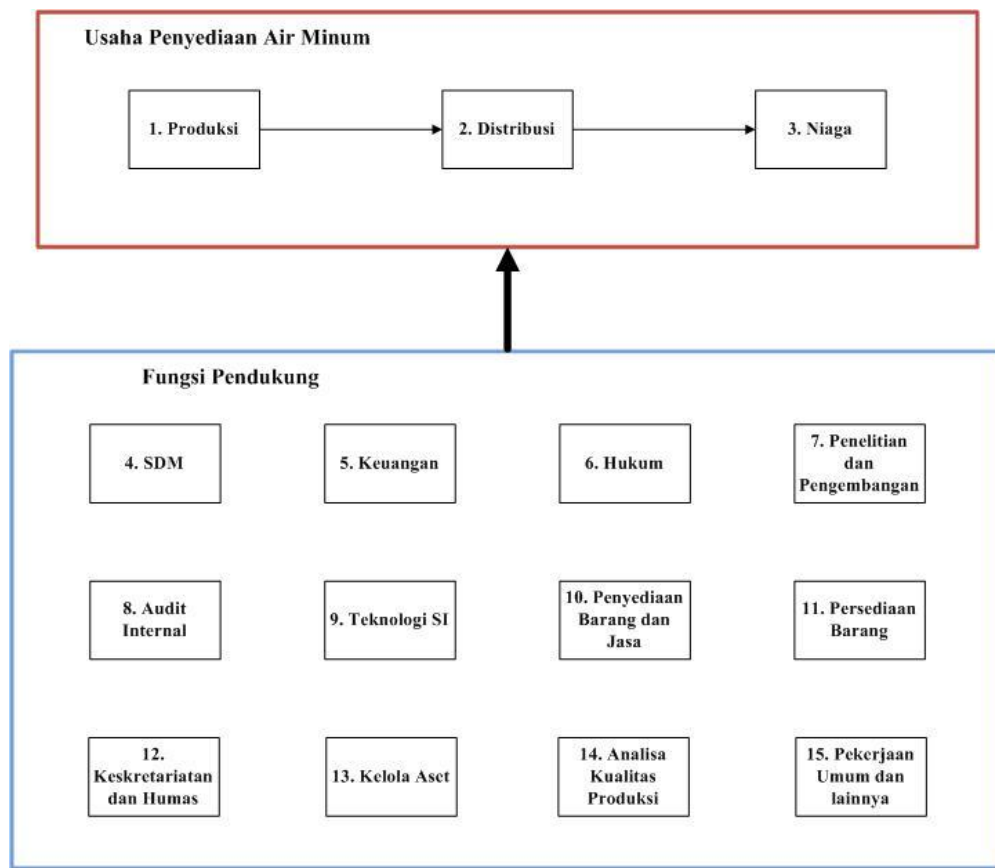 Usaha Penyediaan Air Minum
1. Produksi
2. Distribusi
3. Niaga
Fungsi Pendukung
4. SDM
5. Keuangan
6. Hukum
7. Penelitian
dan
Pengembangan
8. Audit
Internal
9. Teknologi SI
10. Penyediaan
Barang dan
Jasa
11. Persediaan
Barang
12.
Keskretariatan
dan Humas
13. Kelola Aset
14. Analisa
Kualitas
Produksi
15. Pekerjaan
Umum dan
lainnya